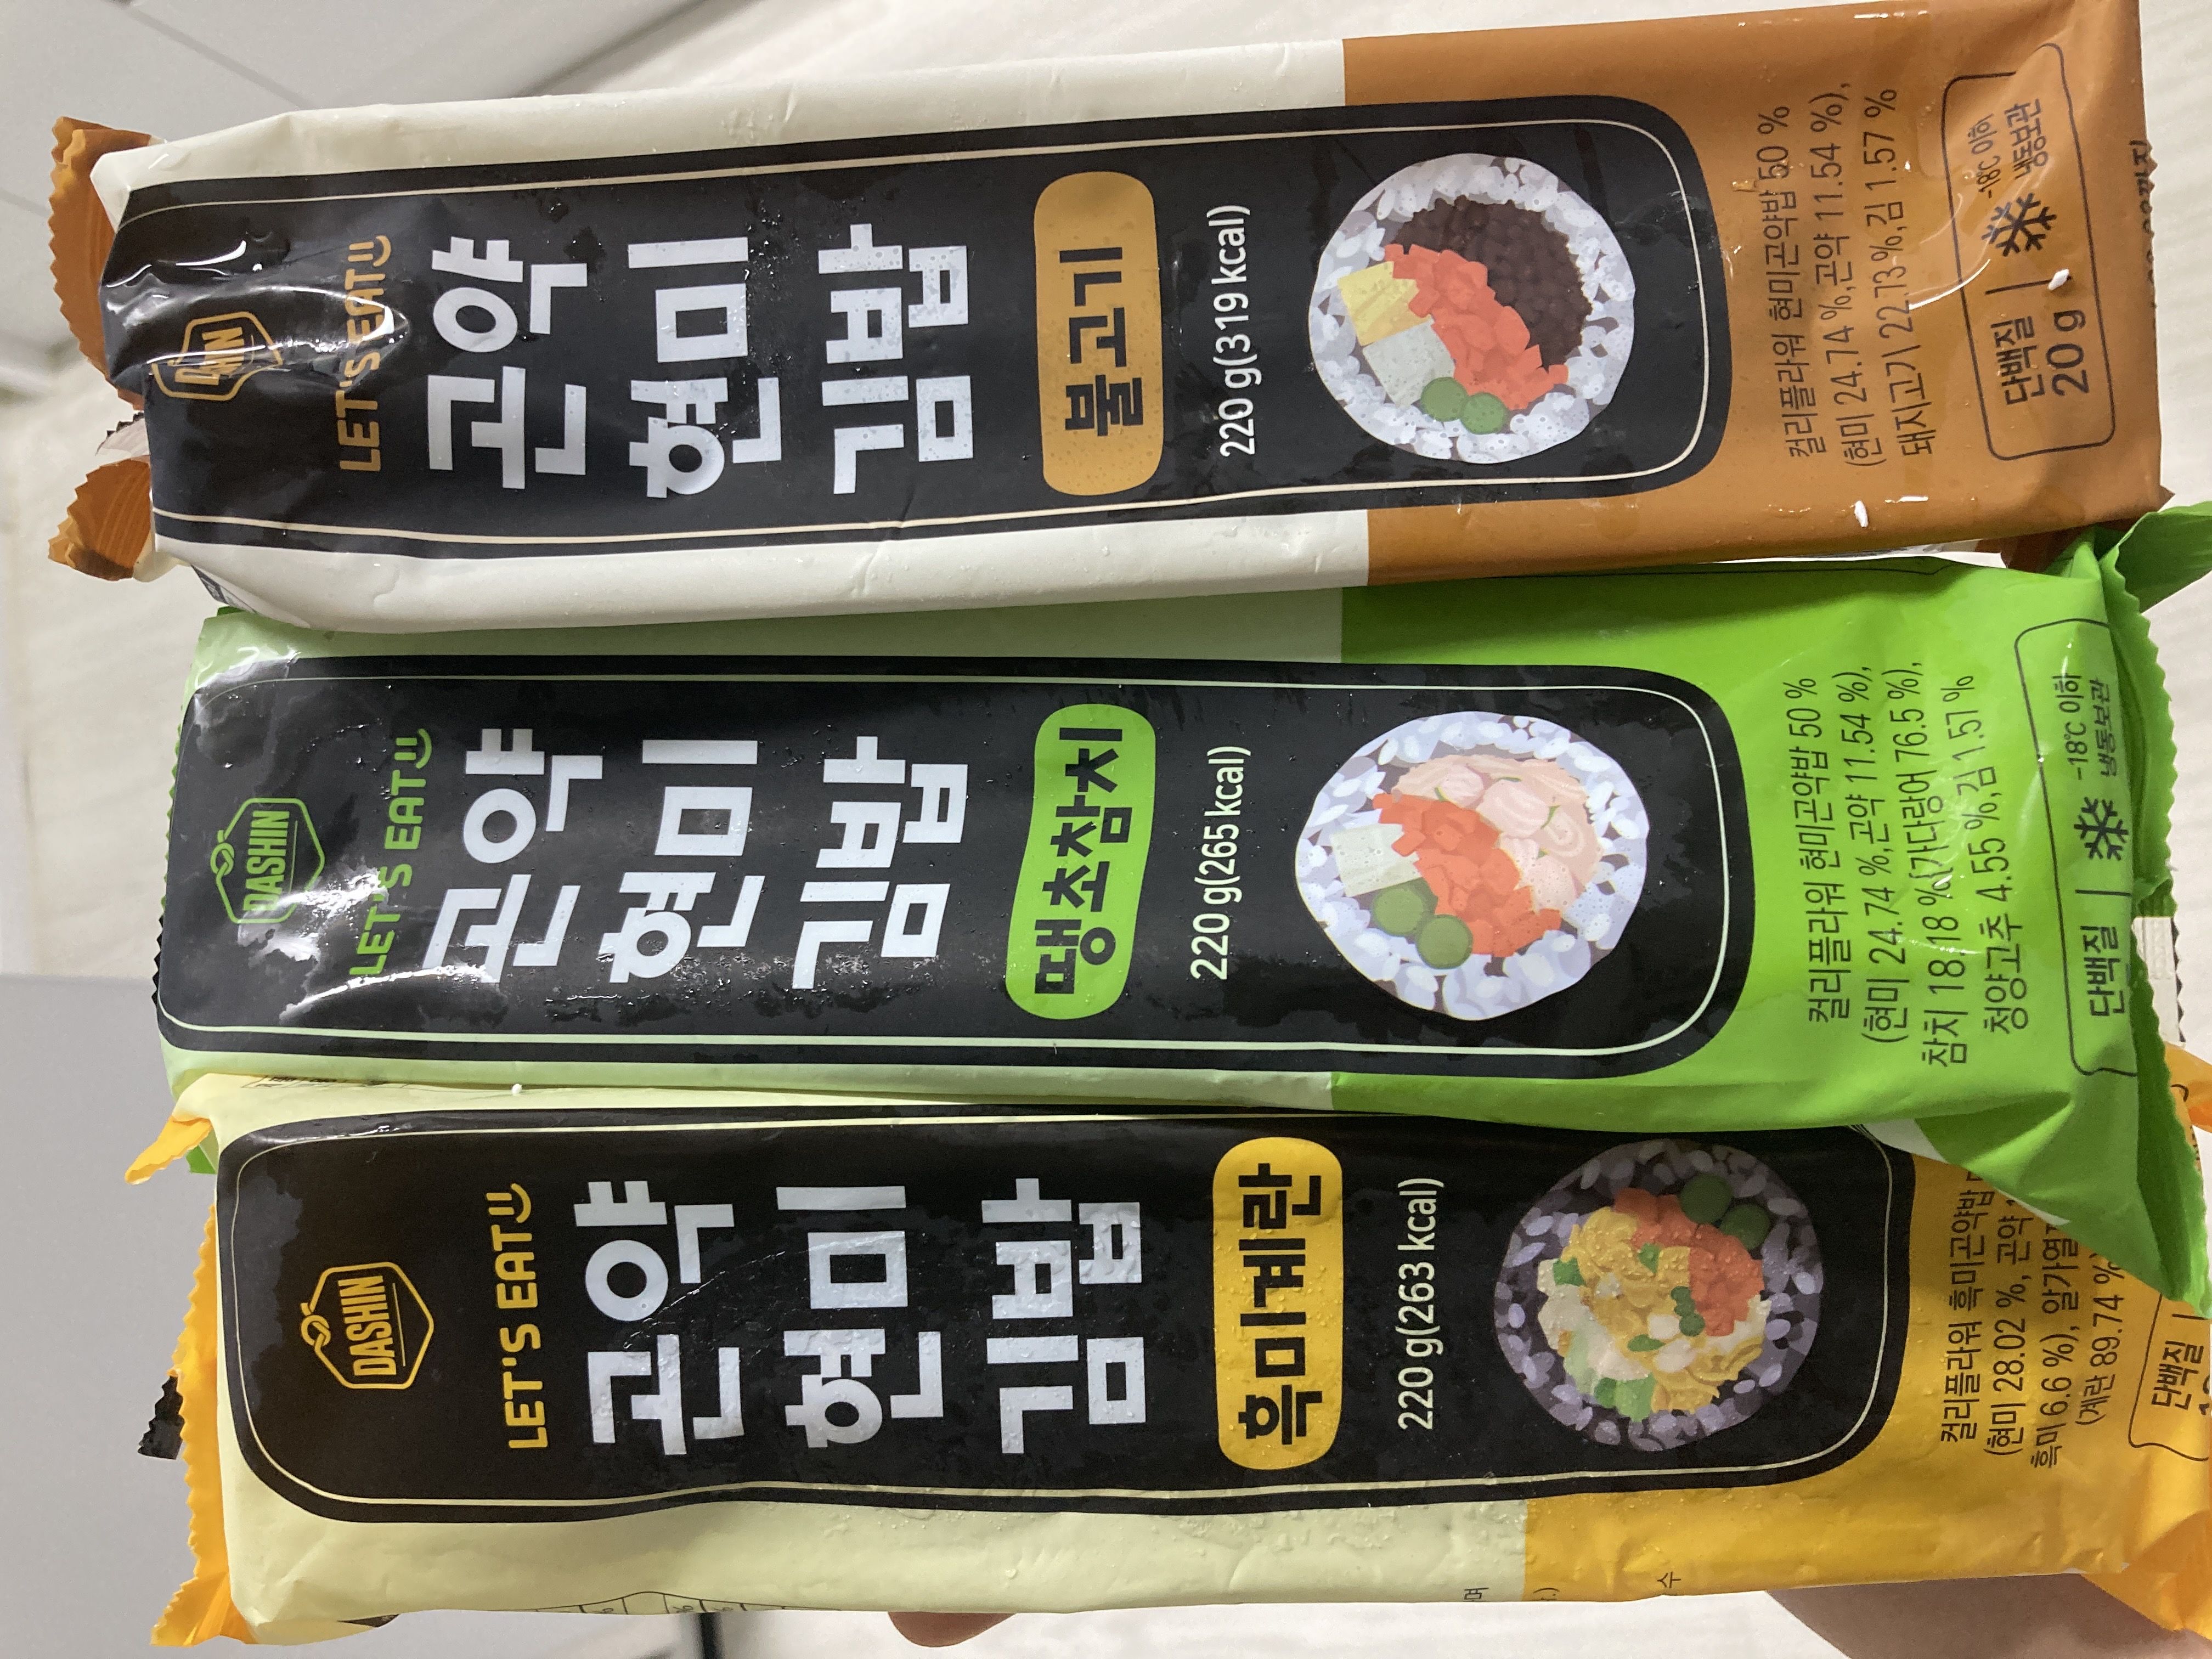 DASHIN
LET'S EAT
곤약
현미
김밥
불고기
220 g(319 kcal)
컬리플라워 현미곤약밥 50 %
(현미 24.74 %,곤약 11.54 %),
돼지고기 22.73 %,김 1.57 %
단백질
20 g
-18℃ 이하
냉동보관
DASHIN
LET'S EAT
곤약
현미
김밥
땡초참치
220 g(265 kcal)
컬리플라워 현미곤약밥 50 %
(현미 24.74 %,곤약 11.54 %),
참치 18.18 %(가다랑어 76.5 %),
청양고추 4.55 %,김 1.57 %
단백질
-18℃ 이하
냉동보관
DASHIN
LET'S EAT
곤약
현미
김밥
흑미계란
220 g(263 kcal)
컬리플라워 흑미곤약밥
(현미 28.02 %, 곤약
흑미 6.6 %), 알가열
(계란 89.74 %
단백질